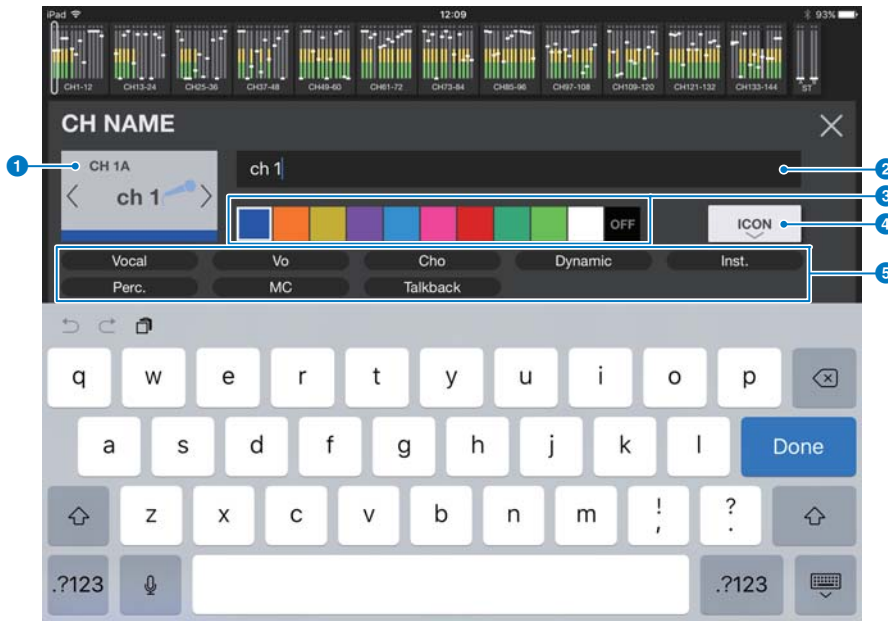 iPad 12:09 93%
CH1-12 CH13-24 CH25-36 CH37-48 CH49-60 CH61-72 CH73-84 CH85-96 CH97-108 CH109-120 CH121-132 CH133-144 ST
CH NAME
1 CH 1A ch 1 2
ch 1 3
OFF ICON 4
Vocal Vo Cho Dynamic Inst. 5
Perc. MC Talkback
q w e r t y u i o p
a s d f g h j k l Done
z x c v b n m ! , ? .
.?123 .?123